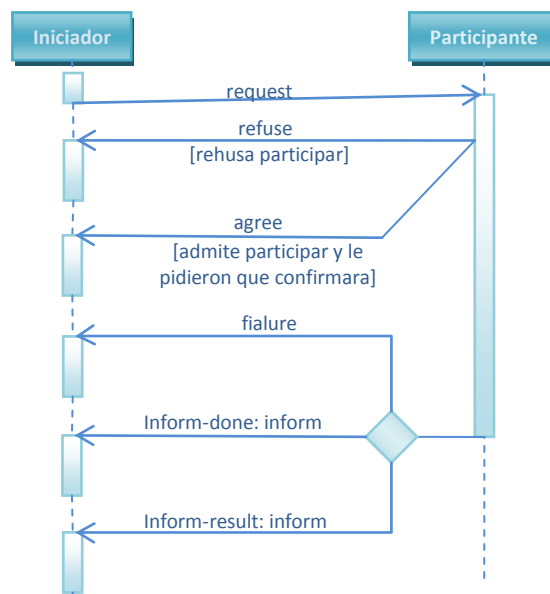 Iniciador
Participante
request
refuse
[rehusa participar]
agree
[admite participar y le
pidieron que confirmara]
fialure
Inform-done: inform
Inform-result: inform